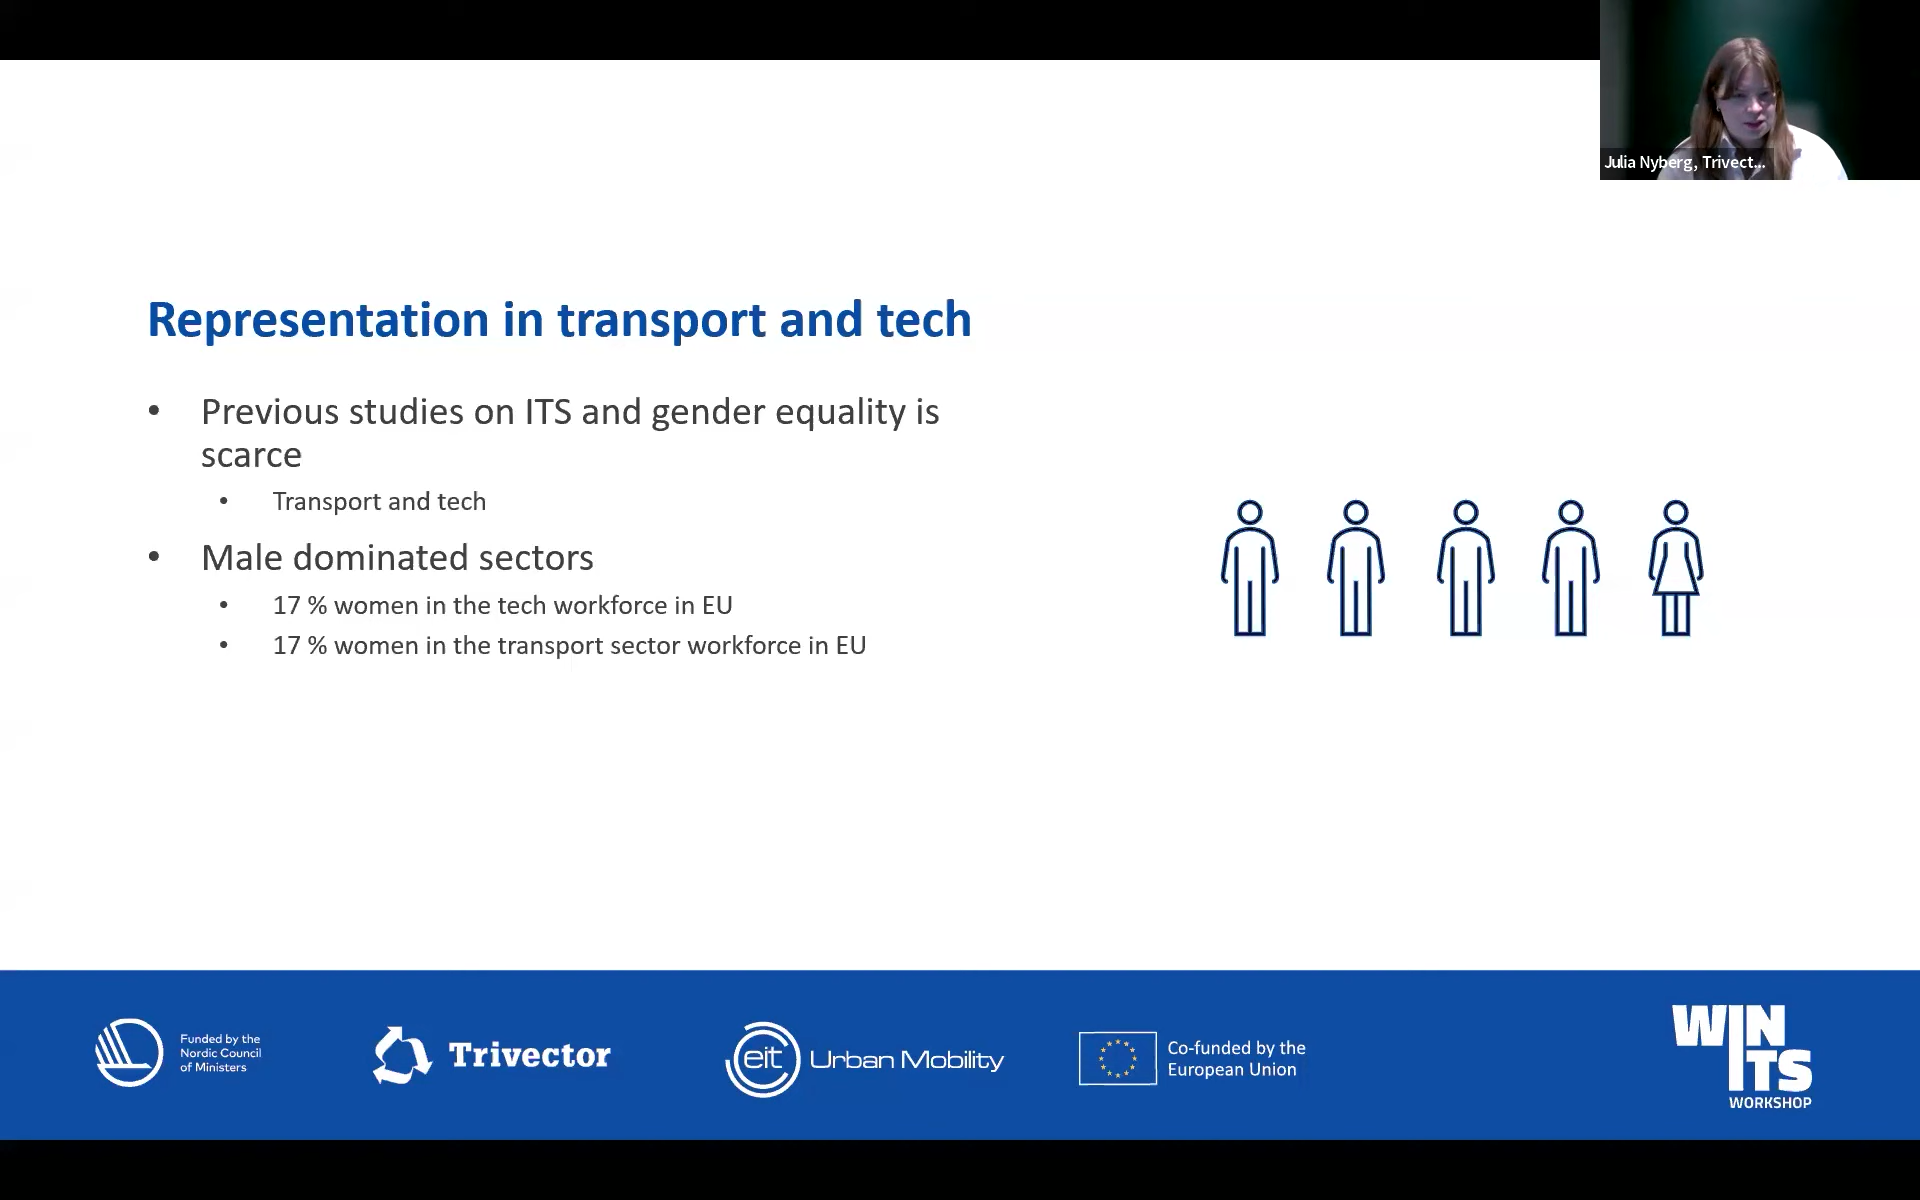 Julia Nyberg, Trivect...
Representation in transport and tech
• Previous studies on ITS and gender equality is
scarce
• Transport and tech
• Male dominated sectors
• 17 % women in the tech workforce in EU
• 17 % women in the transport sector workforce in EU
Funded by the
Nordic Council
of Ministers
Trivector
eit Urban Mobility
Co-funded by the
European Union
WIN
ITS
WORKSHOP